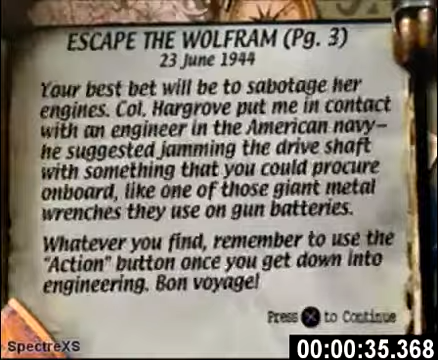 ESCAPE THE WOLFRAM (Pg. 3)
23 June 1944
Your best bet will be to sabotage her
engines. Col. Hargrove put me in contact
with an engineer in the American navy–
he suggested jamming the drive shaft
with something that you could procure
onboard, like one of those giant metal
wrenches they use on gun batteries.
Whatever you find, remember to use the
"Action" button once you get down into
engineering. Bon voyage!
Press X to Continue
SpectreXS
00:00:35.368